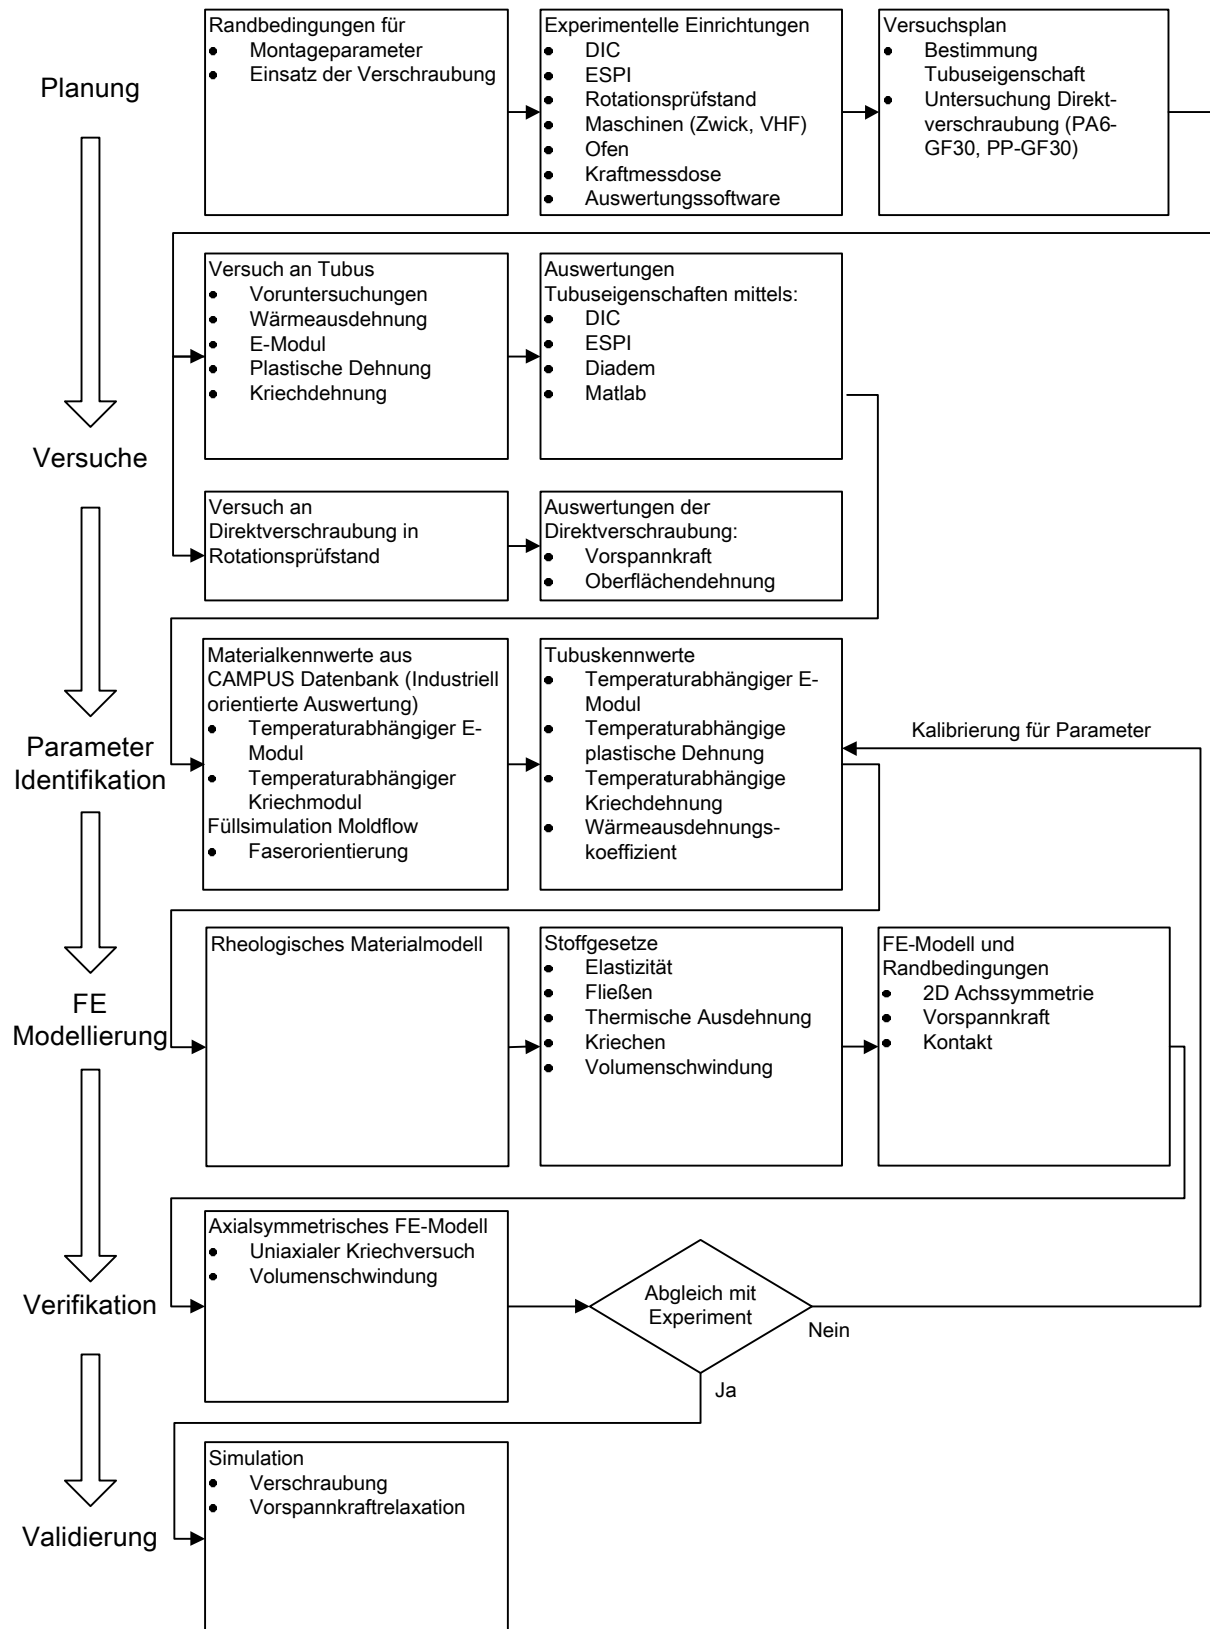 Planung
Randbedingungen für
• Montageparameter
• Einsatz der Verschraubung
Experimentelle Einrichtungen
• DIC
• ESPI
• Rotationsprüfstand
• Maschinen (Zwick, VHF)
• Ofen
• Kraftmessdose
• Auswertungssoftware
Versuchsplan
• Bestimmung
Tubuseigenschaft
• Untersuchung Direkt-
verschraubung (PA6-
GF30, PP-GF30)
Versuche
Versuch an Tubus
• Voruntersuchungen
• Wärmeausdehnung
• E-Modul
• Plastische Dehnung
• Kriechdehnung
Auswertungen
Tubuseigenschaften mittels:
• DIC
• ESPI
• Diadem
• Matlab
Versuch an
Direktverschraubung in
Rotationsprüfstand
Auswertungen der
Direktverschraubung:
• Vorspannkraft
• Oberflächendehnung
Parameter
Identifikation
Materialkennwerte aus
CAMPUS Datenbank (Industriell
orientierte Auswertung)
• Temperaturabhängiger E-
Modul
• Temperaturabhängiger
Kriechmodul
Füllsimulation Moldflow
• Faserorientierung
Tubuskennwerte
• Temperaturabhängiger E-
Modul
• Temperaturabhängige
plastische Dehnung
• Temperaturabhängige
Kriechdehnung
• Wärmeausdehnungs-
koeffizient
Kalibrierung für Parameter
FE
Modellierung
Rheologisches Materialmodell
Stoffgesetze
• Elastizität
• Fließen
• Thermische Ausdehnung
• Kriechen
• Volumenschwindung
FE-Modell und
Randbedingungen
• 2D Achssymmetrie
• Vorspannkraft
• Kontakt
Verifikation
Axialsymmetrisches FE-Modell
• Uniaxialer Kriechversuch
• Volumenschwindung
Abgleich mit
Experiment
Nein
Ja
Validierung
Simulation
• Verschraubung
• Vorspannkraftrelaxation